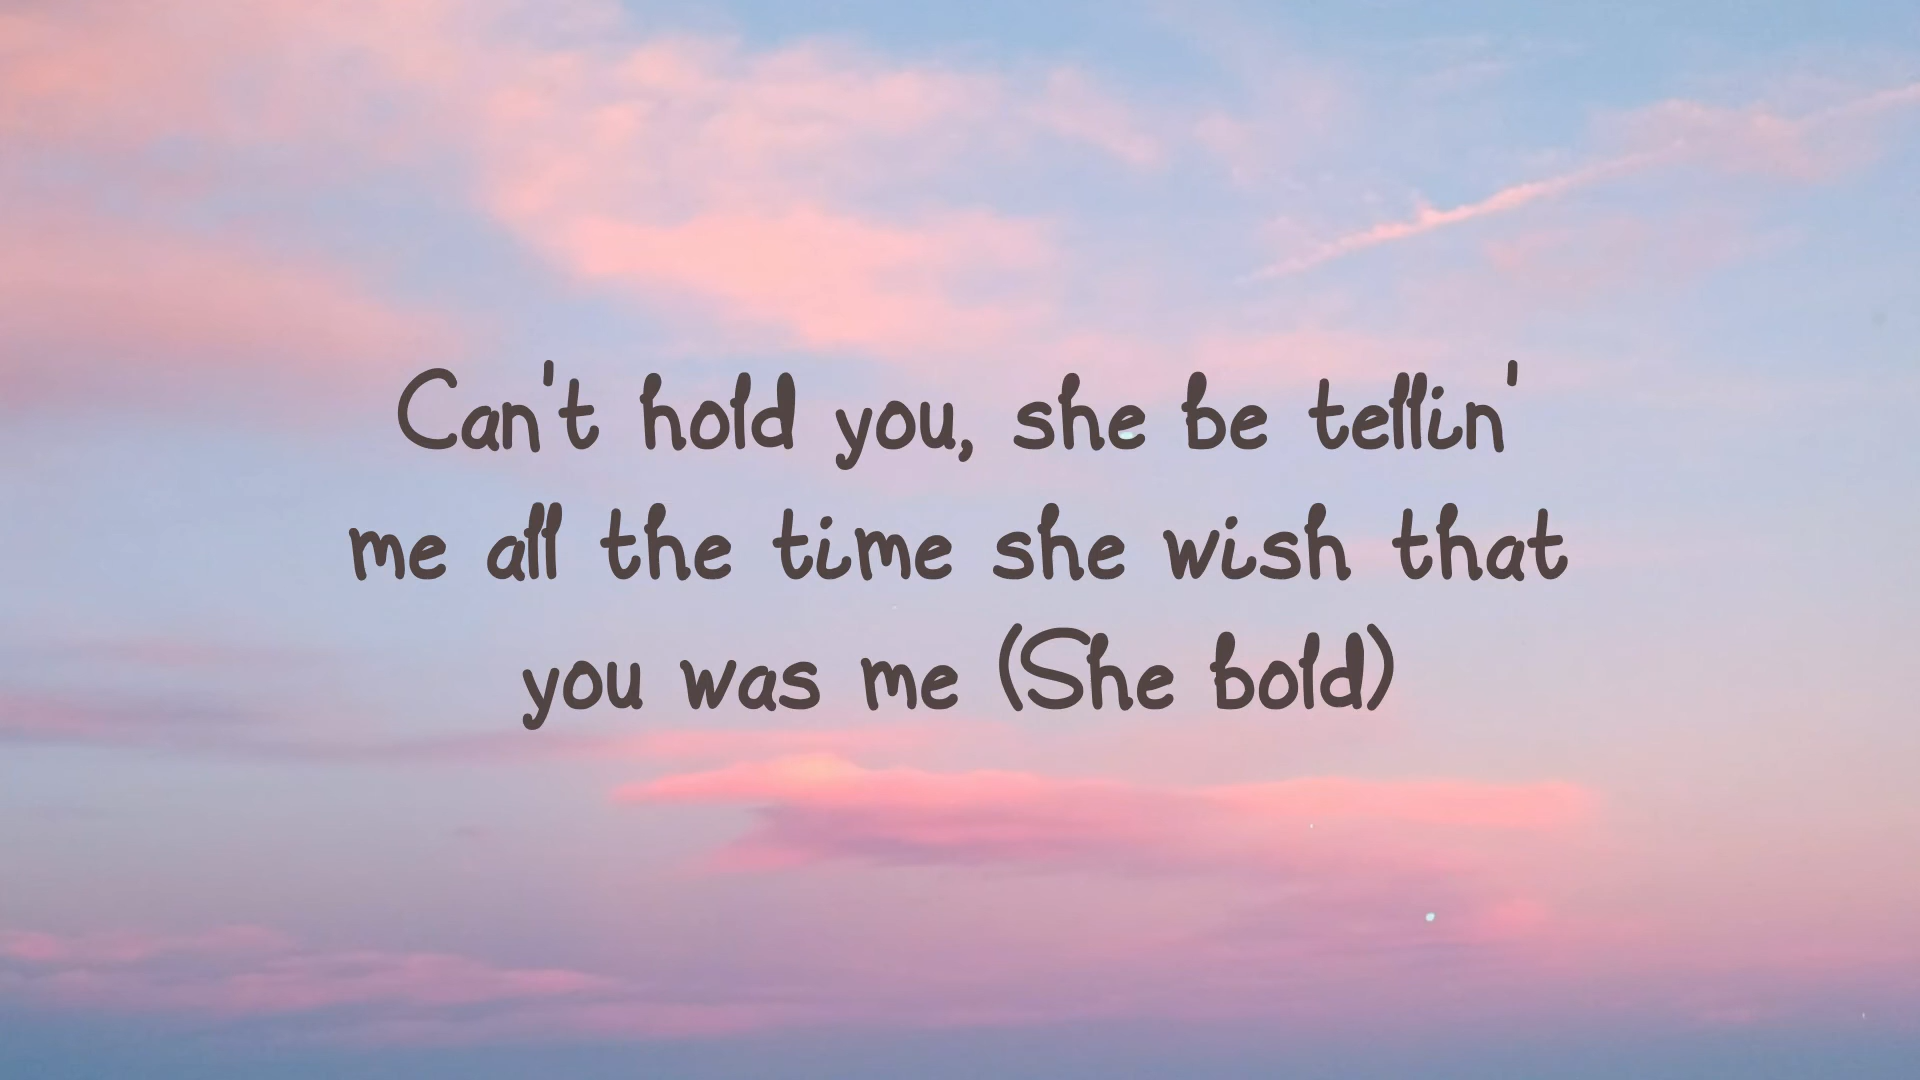 Can't hold you, she be tellin'
me all the time she wish that
you was me (She bold)